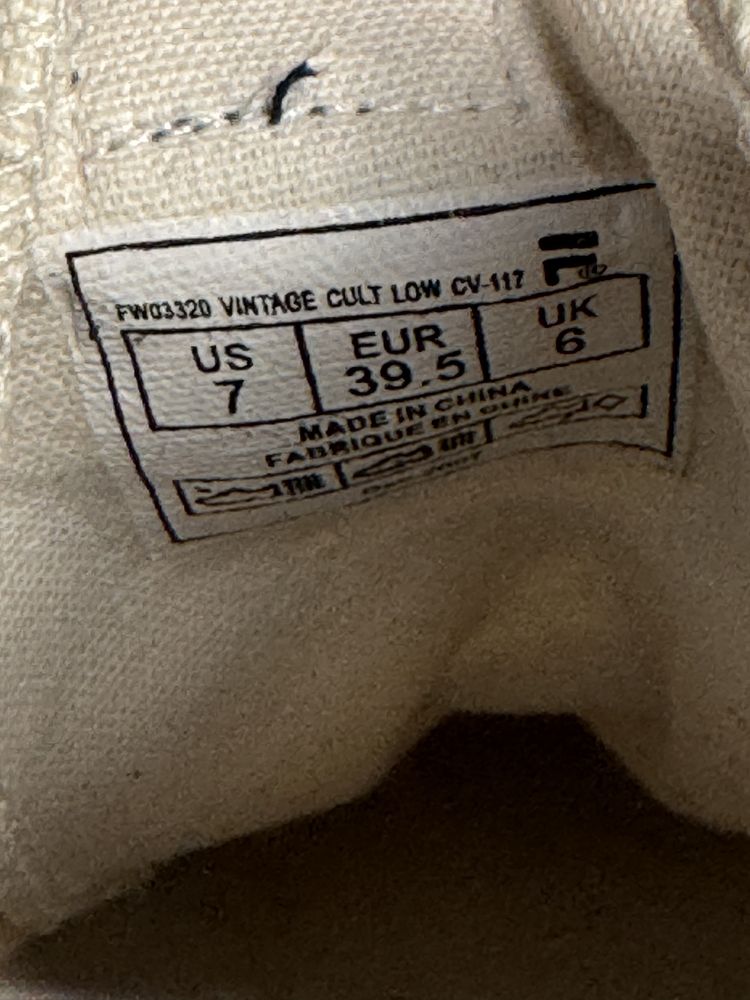 FW03320 VINTAGE CULT LOW CV-117
US EUR UK
7 39.5 6
MADE IN CHINA
FABRIQUE EN CHINE